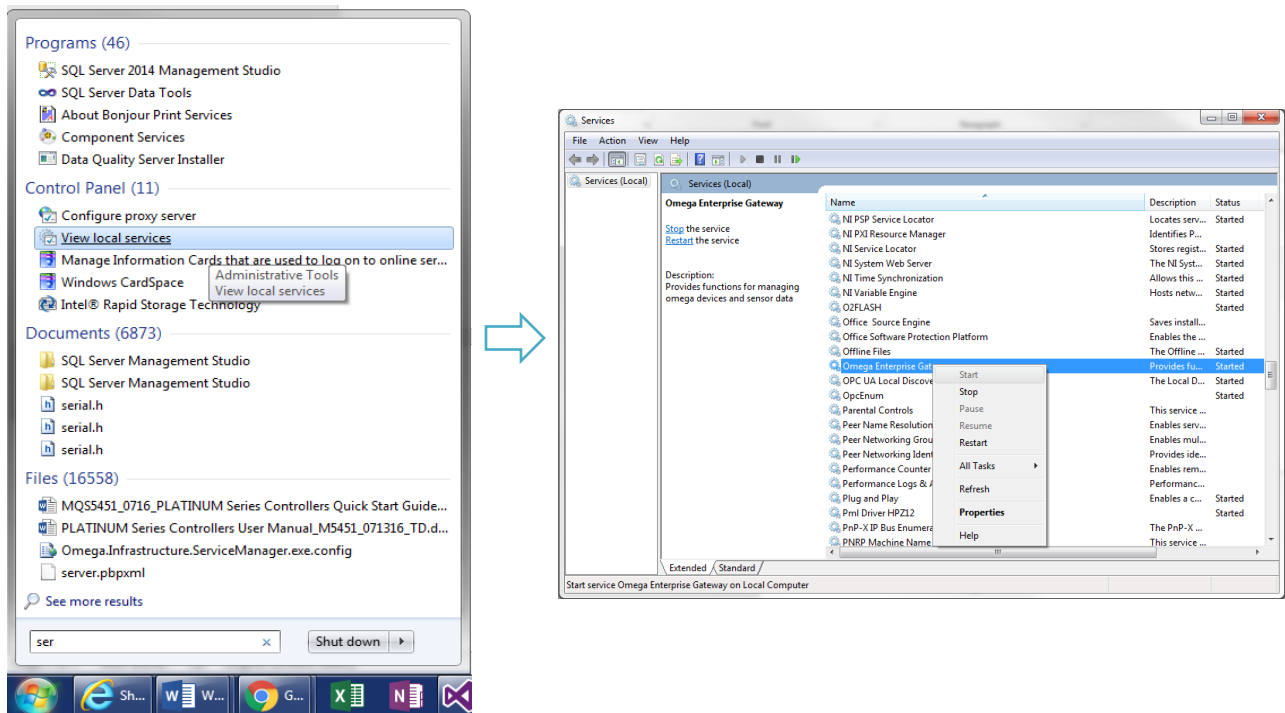 Programs (46)
SQL Server 2014 Management Studio
SQL Server Data Tools
About Bonjour Print Services
Component Services
Data Quality Server Installer
Control Panel (11)
Configure proxy server
View local services
Manage Information Cards that are used to log on to online ser...
Administrative Tools
View local services
Windows CardSpace
Intel® Rapid Storage Technology
Documents (6873)
SQL Server Management Studio
SQL Server Management Studio
serial.h
serial.h
serial.h
Files (16558)
MQS5451_0716_PLATINUM Series Controllers Quick Start Guide...
PLATINUM Series Controllers User Manual_M5451_071316_TD.d...
Omega.Infrastructure.ServiceManager.exe.config
server.pbpxml
See more results
ser
Shut down
Sh...
W...
G...
Services
File Action View Help
Services (Local)
Services (Local)
Omega Enterprise Gateway
Stop the service
Restart the service
Description:
Provides functions for managing
omega devices and sensor data
Name Description Status
NI PSP Service Locator Locates serv... Started
NI PXI Resource Manager Identifies P...
NI Service Locator Stores regist... Started
NI System Web Server The NI Syst... Started
NI Time Synchronization Allows this ... Started
NI Variable Engine Hosts netw... Started
O2FLASH Started
Office Source Engine Saves install...
Office Software Protection Platform Enables the ...
Offline Files The Offline ... Started
Omega Enterprise Gat Provides fu... Started
OPC UA Local Discove The Local D... Started
OpcEnum Started
Parental Controls This service ...
Peer Name Resolution Enables serv...
Peer Networking Grou Enables mul...
Peer Networking Ident Provides ide...
Performance Counter Enables rem...
Performance Logs & A Performanc...
Plug and Play Enables a c... Started
Pml Driver HPZ12 Started
PnP-X IP Bus Enumera The PnP-X ...
PNRP Machine Name This service ...
Start
Stop
Pause
Resume
Restart
All Tasks
Refresh
Properties
Help
Extended Standard
Start service Omega Enterprise Gateway on Local Computer